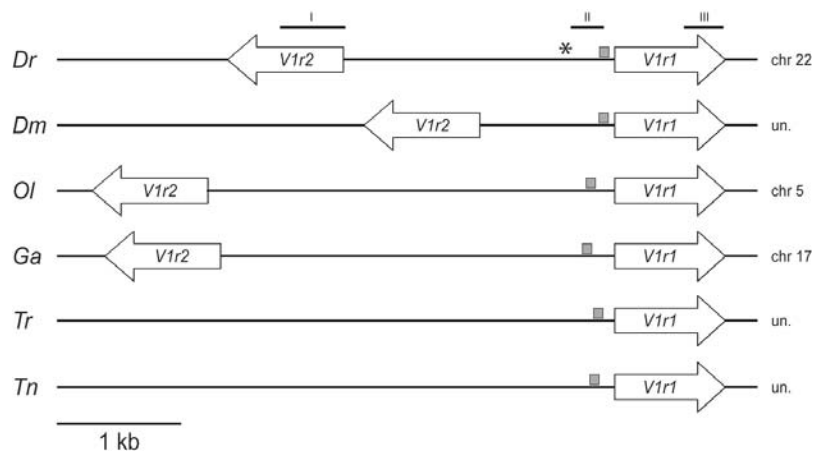 I II III
*
Dr V1r2 V1r1 chr 22
Dm V1r2 V1r1 un.
Ol V1r2 V1r1 chr 5
Ga V1r2 V1r1 chr 17
Tr V1r1 un.
Tn V1r1 un.
1 kb